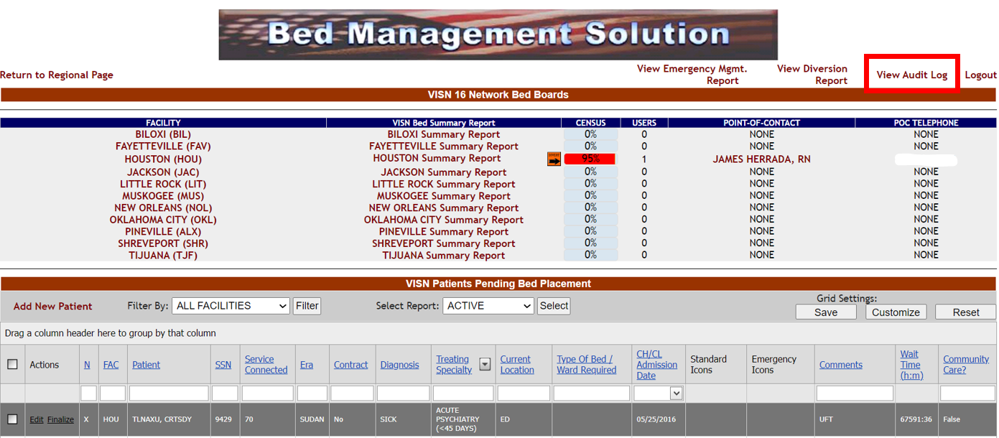 Bed Management Solution
Return to Regional Page
View Emergency Mgmt. Report
View Diversion Report
View Audit Log
Logout
VISN 16 Network Bed Boards
FACILITY VISN Bed Summary Report CENSUS USERS POINT-OF-CONTACT POC TELEPHONE
BILOXI (BIL) BILOXI Summary Report 0% 0 NONE NONE
FAYETTEVILLE (FAV) FAYETTEVILLE Summary Report 0% 0 NONE NONE
HOUSTON (HOU) HOUSTON Summary Report 95% 1 JAMES HERRADA, RN
JACKSON (JAC) JACKSON Summary Report 0% 0 NONE NONE
LITTLE ROCK (LIT) LITTLE ROCK Summary Report 0% 0 NONE NONE
MUSKOGEE (MUS) MUSKOGEE Summary Report 0% 0 NONE NONE
NEW ORLEANS (NOL) NEW ORLEANS Summary Report 0% 0 NONE NONE
OKLAHOMA CITY (OKL) OKLAHOMA CITY Summary Report 0% 0 NONE NONE
PINEVILLE (ALX) PINEVILLE Summary Report 0% 0 NONE NONE
SHREVEPORT (SHR) SHREVEPORT Summary Report 0% 0 NONE NONE
TIJUANA (TJF) TIJUANA Summary Report 0% 0 NONE NONE
VISN Patients Pending Bed Placement
Add New Patient Filter By: ALL FACILITIES Filter Select Report: ACTIVE Select
Grid Settings:
Save Customize Reset
Drag a column header here to group by that column
Actions N FAC Patient SSN Service Connected Era Contract Diagnosis Treating Specialty Current Location Type Of Bed / Ward Required CH/CL Admission Date Standard Icons Emergency Icons Comments Wait Time (h:m) Community Care?
Edit Finalize X HOU TLNAXU, CRTSDY 9429 70 SUDAN No SICK ACUTE PSYCHIATRY (<45 DAYS) ED 05/25/2016 UFT 67591:36 False